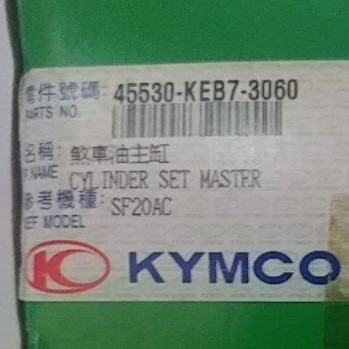 零件號碼: 45530-KEB7-3060
PARTS NO.
名稱: 煞車油主缸
P.NAME CYLINDER SET MASTER
參考機種: SF20AC
REF MODEL
KYMCO